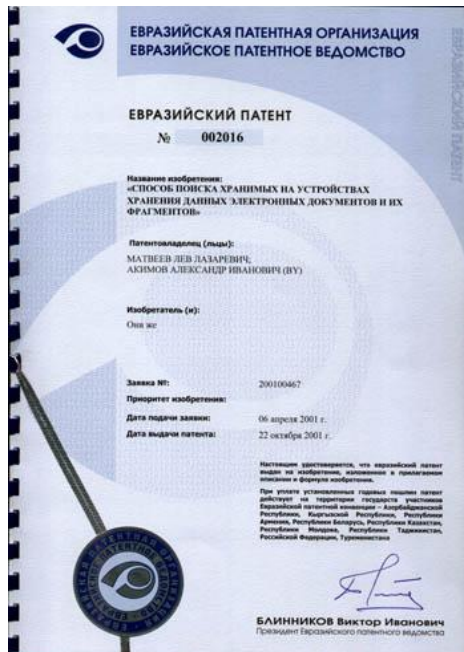 ЕВРАЗИЙСКАЯ ПАТЕНТНАЯ ОРГАНИЗАЦИЯ
ЕВРАЗИЙСКОЕ ПАТЕНТНОЕ ВЕДОМСТВО
ЕВРАЗИЙСКИЙ ПАТЕНТ
ЕВРАЗИЙСКИЙ ПАТЕНТ
№ 002016
Название изобретения:
«СПОСОБ ПОИСКА ХРАНИМЫХ НА УСТРОЙСТВАХ
ХРАНЕНИЯ ДАННЫХ ЭЛЕКТРОННЫХ ДОКУМЕНТОВ И ИХ
ФРАГМЕНТОВ»
Патентовладелец (льцы):
МАТВЕЕВ ЛЕВ ЛАЗАРЕВИЧ;
АКИМОВ АЛЕКСАНДР ИВАНОВИЧ (BY)
Изобретатель (и):
Они же
Заявка №: 200100467
Приоритет изобретения:
Дата подачи заявки: 06 апреля 2001 г.
Дата выдачи патента: 22 октября 2001 г.
Настоящим удостоверяется, что евразийский патент
выдан на изобретение, изложенное в прилагаемом
описании и формуле изобретения.
При уплате установленных годовых пошлин патент
действует на территории государств участников
Евразийской патентной конвенции – Азербайджанской
Республики, Кыргызской Республики, Республики
Армения, Республики Беларусь, Республики Казахстан,
Республики Молдова, Республики Таджикистан,
Российской Федерации, Туркменистана
БЛИННИКОВ Виктор Иванович
Президент Евразийского патентного ведомства